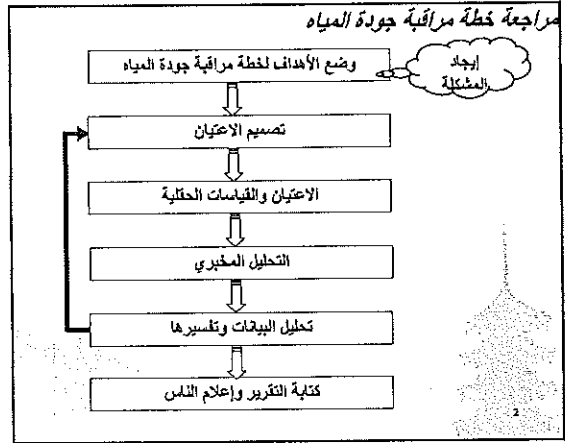 مراجعة خطة مراقبة جودة المياه
إيجاد
المشكلة
وضع الأهداف لخطة مراقبة جودة المياه
تصميم الاعتيان
الاعتيان والقياسات الحقلية
التحليل المخبري
تحليل البيانات وتفسيرها
كتابة التقرير وإعلام الناس
2